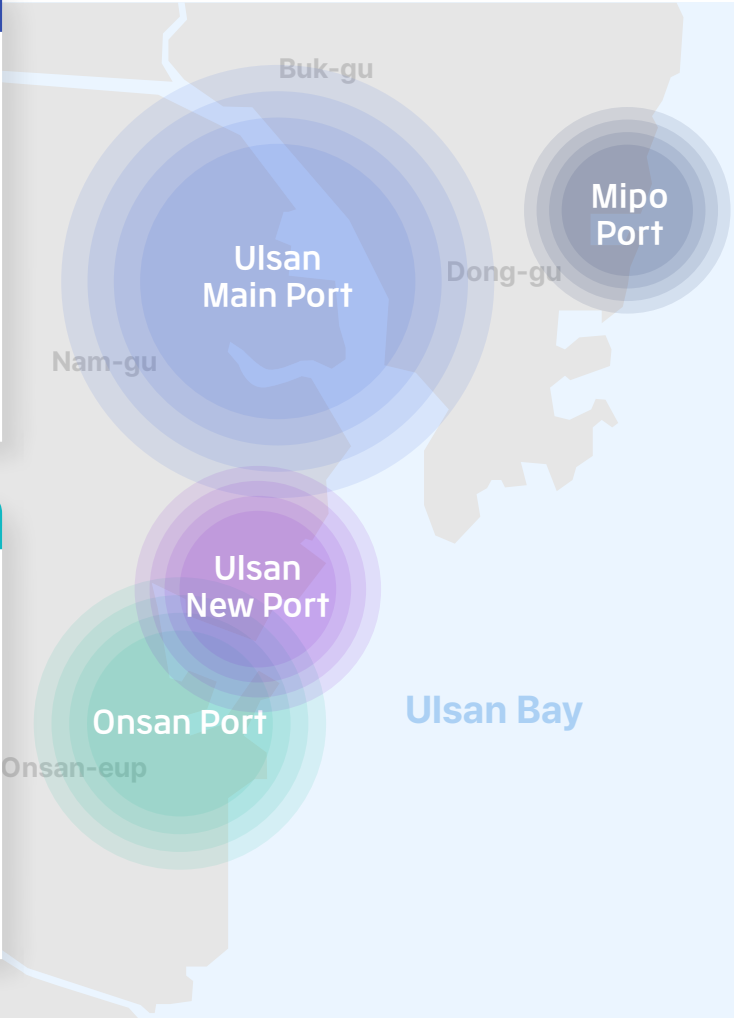 Buk-gu
Mipo
Port
Ulsan
Main Port
Dong-gu
Nam-gu
Ulsan
New Port
Ulsan Bay
Onsan Port
Onsan-eup